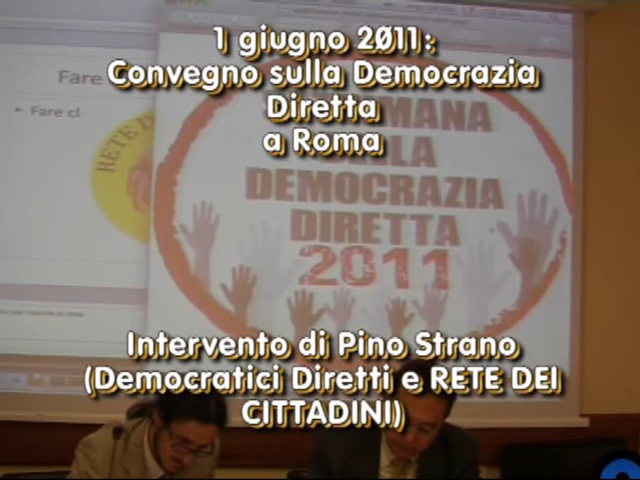 1 giugno 2011:
Convegno sulla Democrazia
Diretta
a Roma
Fare
• Fare cl
RETE D
MANA
DEMOCRAZIA
DIRETTA
2011
Intervento di Pino Strano
(Democratici Diretti e RETE DEI
CITTADINI)